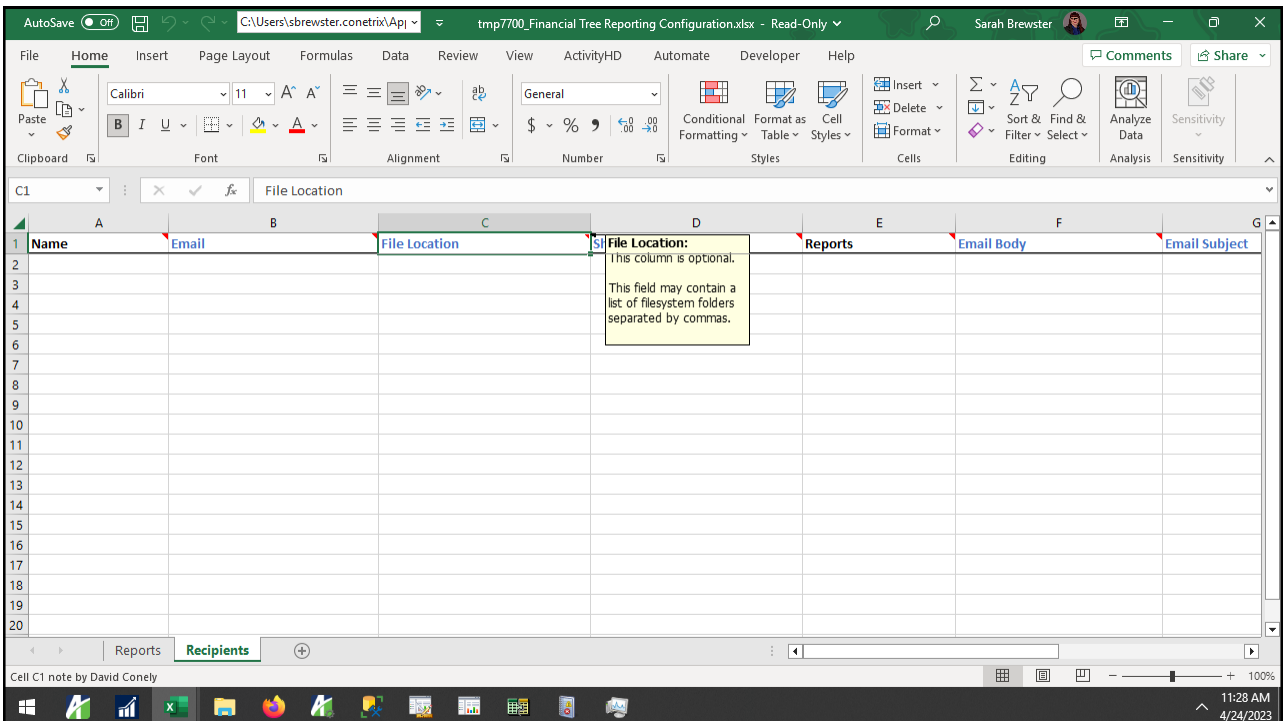 AutoSave Off C:\Users\sbrewster.conetrix\Ap tmp7700_Financial Tree Reporting Configuration.xlsx - Read-Only Sarah Brewster
File Home Insert Page Layout Formulas Data Review View ActivityHD Automate Developer Help Comments Share
Paste
Calibri 11 A^ A˅
General
B I U A
$ % 9
ab
Conditional
Formatting
Format as
Table
Cell
Styles
Insert
Delete
Format
Sort &
Filter
Find &
Select
Analyze
Data
Sensitivity
Clipboard Font Alignment Number Styles Cells Editing Analysis Sensitivity
C1 fx File Location
A B C D E F G
1 Name Email File Location Reports Email Body Email Subject
File Location:
This column is optional.
This field may contain a
list of filesystem folders
separated by commas.
2
3
4
5
6
7
8
9
10
11
12
13
14
15
16
17
18
19
20
Reports Recipients
Cell C1 note by David Conely 100%
11:28 AM
4/24/2023